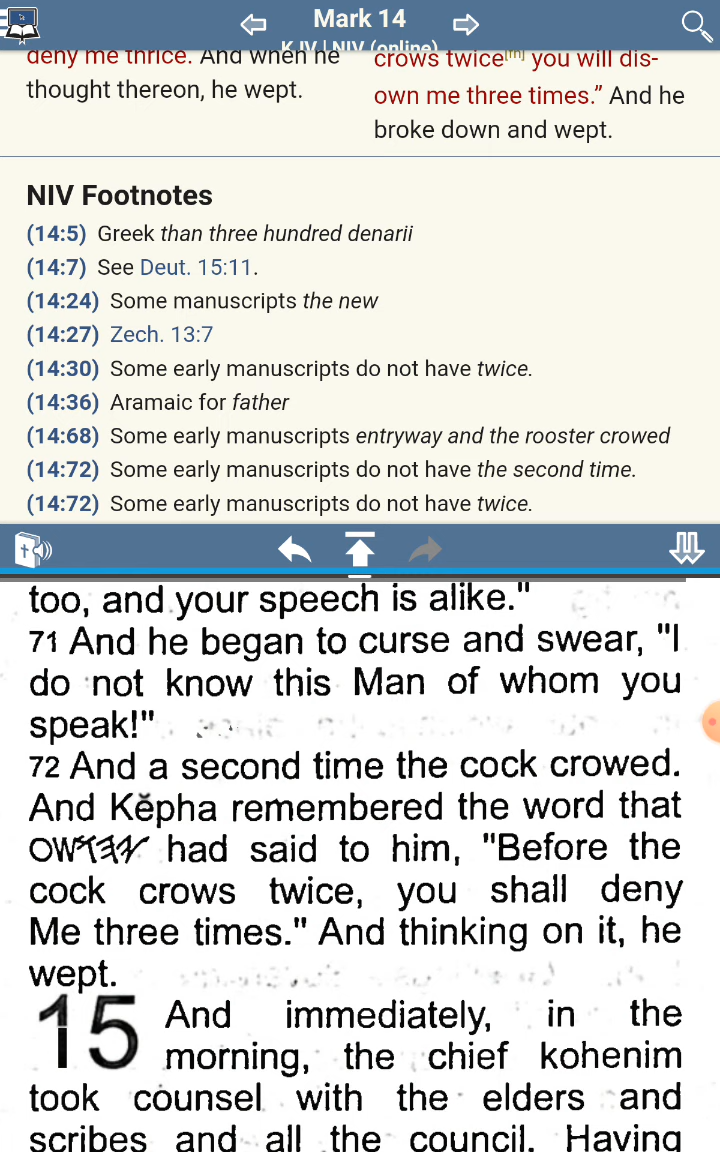 Mark 14
KJV | NIV (online)
deny me thrice. And when he
thought thereon, he wept.
crows twice[m] you will dis-
own me three times.” And he
broke down and wept.
NIV Footnotes
(14:5) Greek than three hundred denarii
(14:7) See Deut. 15:11.
(14:24) Some manuscripts the new
(14:27) Zech. 13:7
(14:30) Some early manuscripts do not have twice.
(14:36) Aramaic for father
(14:68) Some early manuscripts entryway and the rooster crowed
(14:72) Some early manuscripts do not have the second time.
(14:72) Some early manuscripts do not have twice.
too, and your speech is alike."
71 And he began to curse and swear, "I
do not know this Man of whom you
speak!"
72 And a second time the cock crowed.
And Kĕpha remembered the word that
had said to him, "Before the
cock crows twice, you shall deny
Me three times." And thinking on it, he
wept.
15 And immediately, in the
morning, the chief kohenim
took counsel with the elders and
scribes and all the council. Having